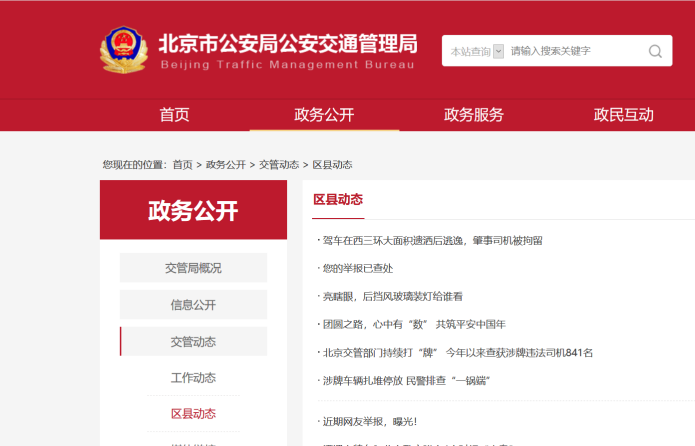 北京市公安局公安交通管理局
Beijing Traffic Management Bureau
本站查询 请输入搜索关键字
首页 政务公开 政务服务 政民互动
您现在的位置：首页 > 政务公开 > 交管动态 > 区县动态
政务公开
交管局概况
信息公开
交管动态
工作动态
区县动态
区县动态
· 驾车在西三环大面积遗洒后逃逸，肇事司机被拘留
· 您的举报已查处
· 亮瞎眼，后挡风玻璃装灯给谁看
· 团圆之路，心中有“数” 共筑平安中国年
· 北京交管部门持续打“牌” 今年以来查获涉牌违法司机841名
· 涉牌车辆扎堆停放 民警排查“一锅端”
· 近期网友举报，曝光！